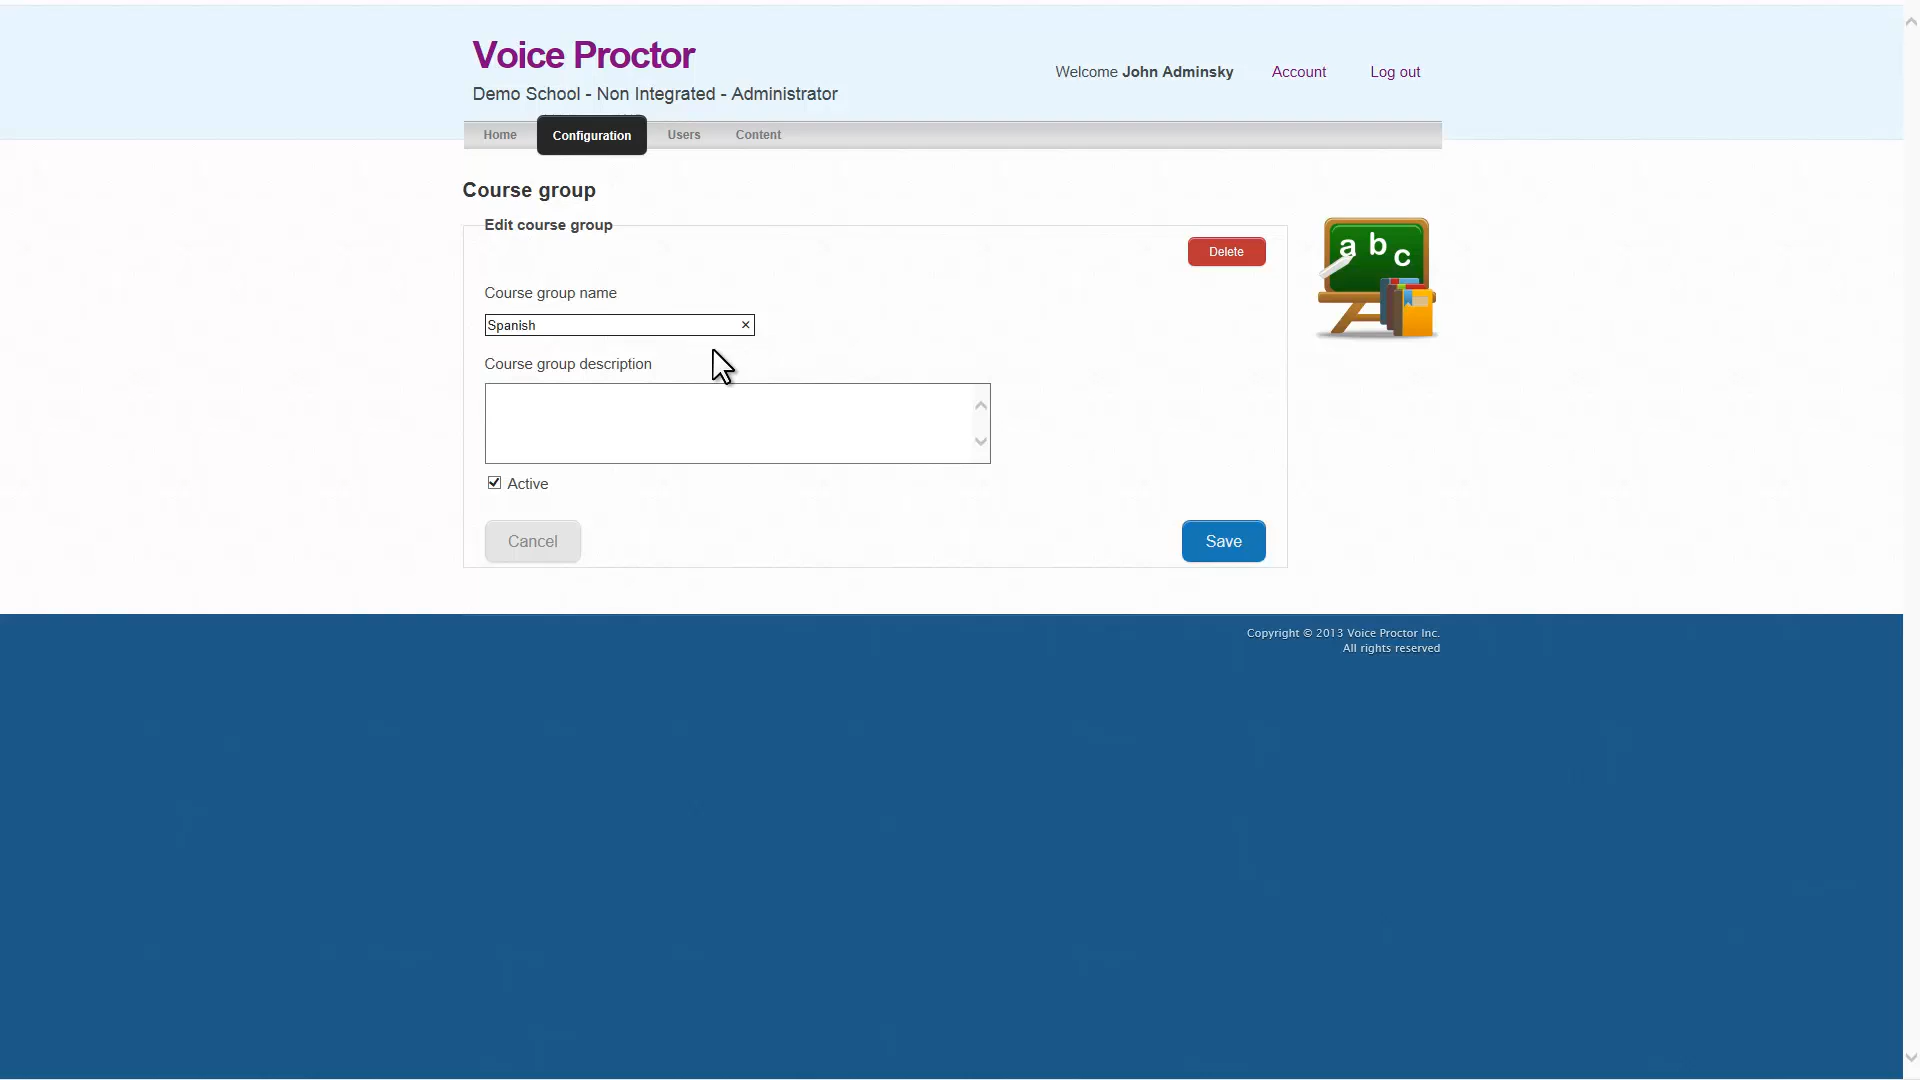 Voice Proctor
Welcome John Adminsky Account Log out
Demo School - Non Integrated - Administrator
Home Configuration Users Content
Course group
Edit course group
Delete
a b c
Course group name
Spanish ×
Course group description
Active
Cancel Save
Copyright © 2013 Voice Proctor Inc.
All rights reserved